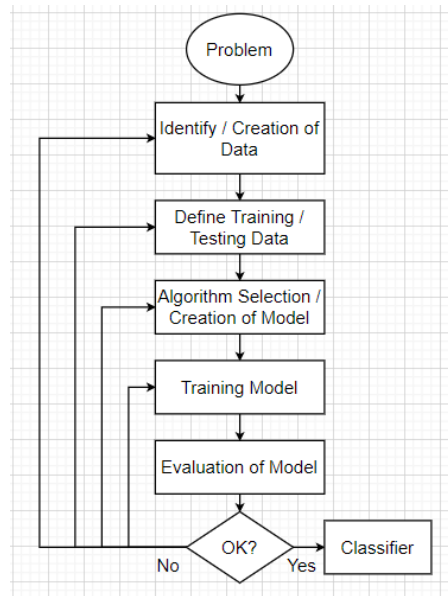 Problem
Identify / Creation of
Data
Define Training /
Testing Data
Algorithm Selection /
Creation of Model
Training Model
Evaluation of Model
OK?
No
Yes
Classifier